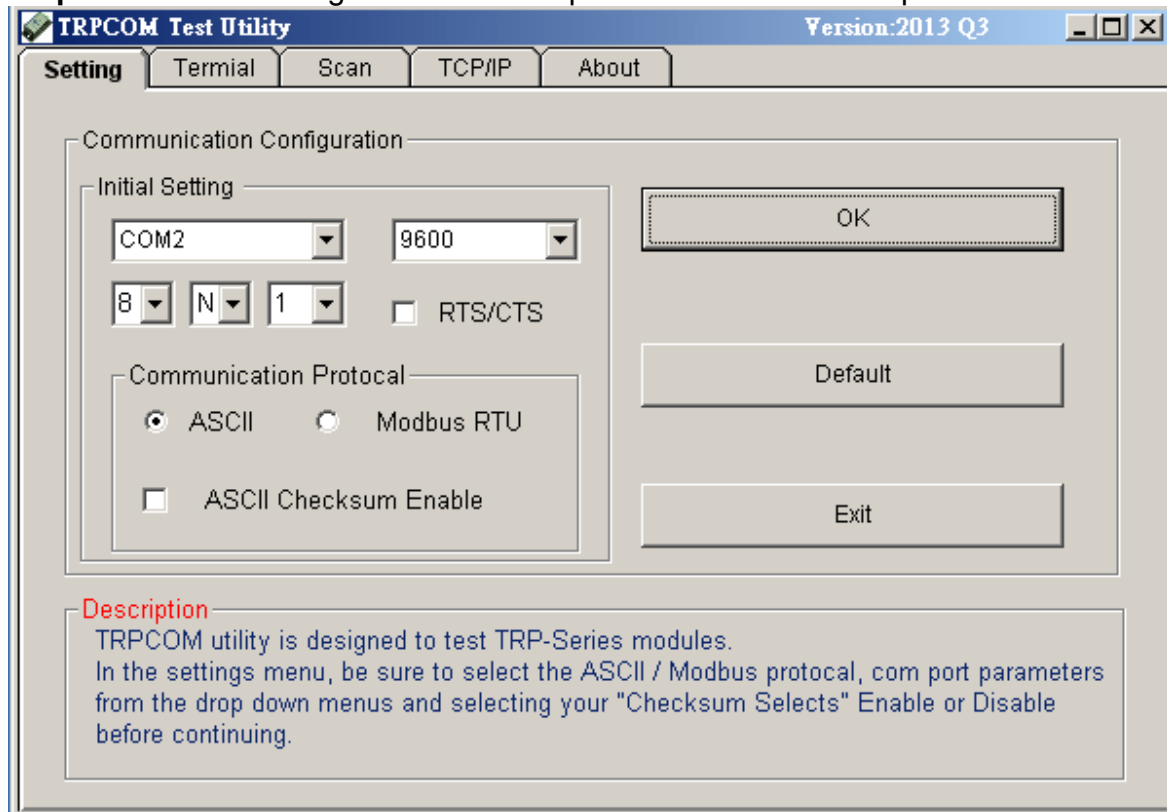 TRPCOM Test Utility Version:2013 Q3
Setting Termial Scan TCP/IP About
Communication Configuration
Initial Setting
COM2 9600 OK
8 N 1 RTS/CTS
Communication Protocal Default
ASCII Modbus RTU
ASCII Checksum Enable Exit
Description
TRPCOM utility is designed to test TRP-Series modules.
In the settings menu, be sure to select the ASCII / Modbus protocal, com port parameters
from the drop down menus and selecting your "Checksum Selects" Enable or Disable
before continuing.